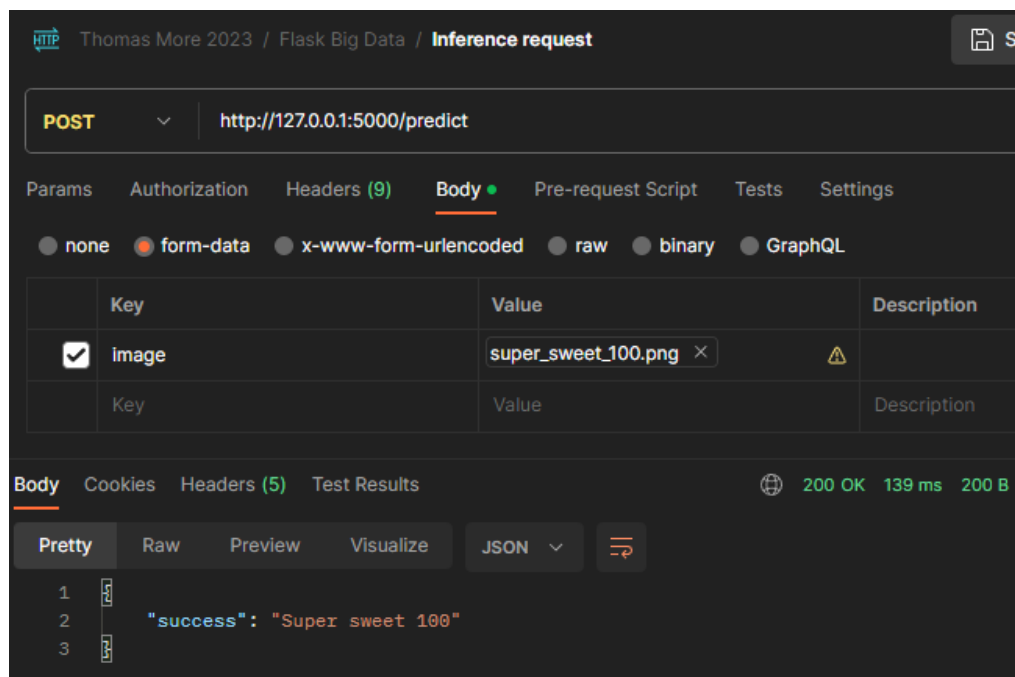 HTTP Thomas More 2023 / Flask Big Data / Inference request
POST http://127.0.0.1:5000/predict
Params Authorization Headers (9) Body Pre-request Script Tests Settings
none form-data x-www-form-urlencoded raw binary GraphQL
Key Value Description
image super_sweet_100.png
Key Value Description
Body Cookies Headers (5) Test Results 200 OK 139 ms 200 B
Pretty Raw Preview Visualize JSON
1 {
2 "success": "Super sweet 100"
3 }